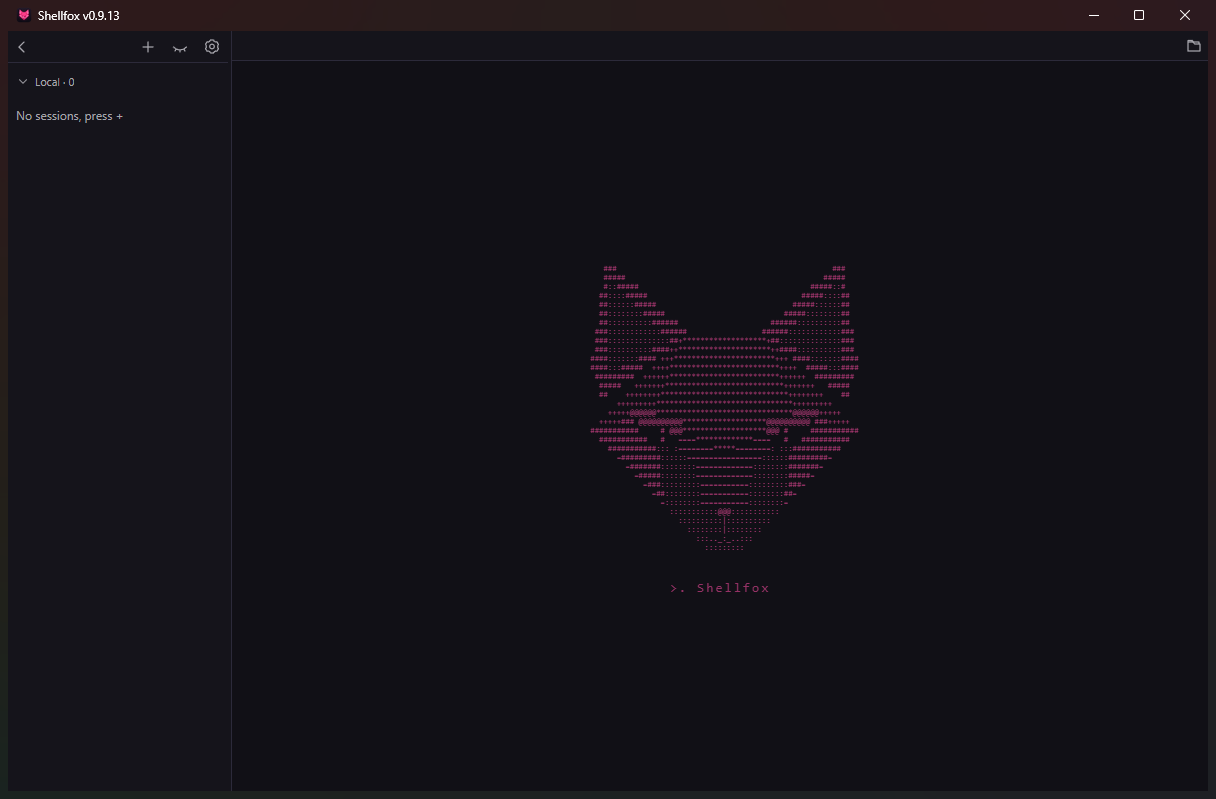 Shellfox v0.9.13
Local · 0
No sessions, press +
>. Shellfox